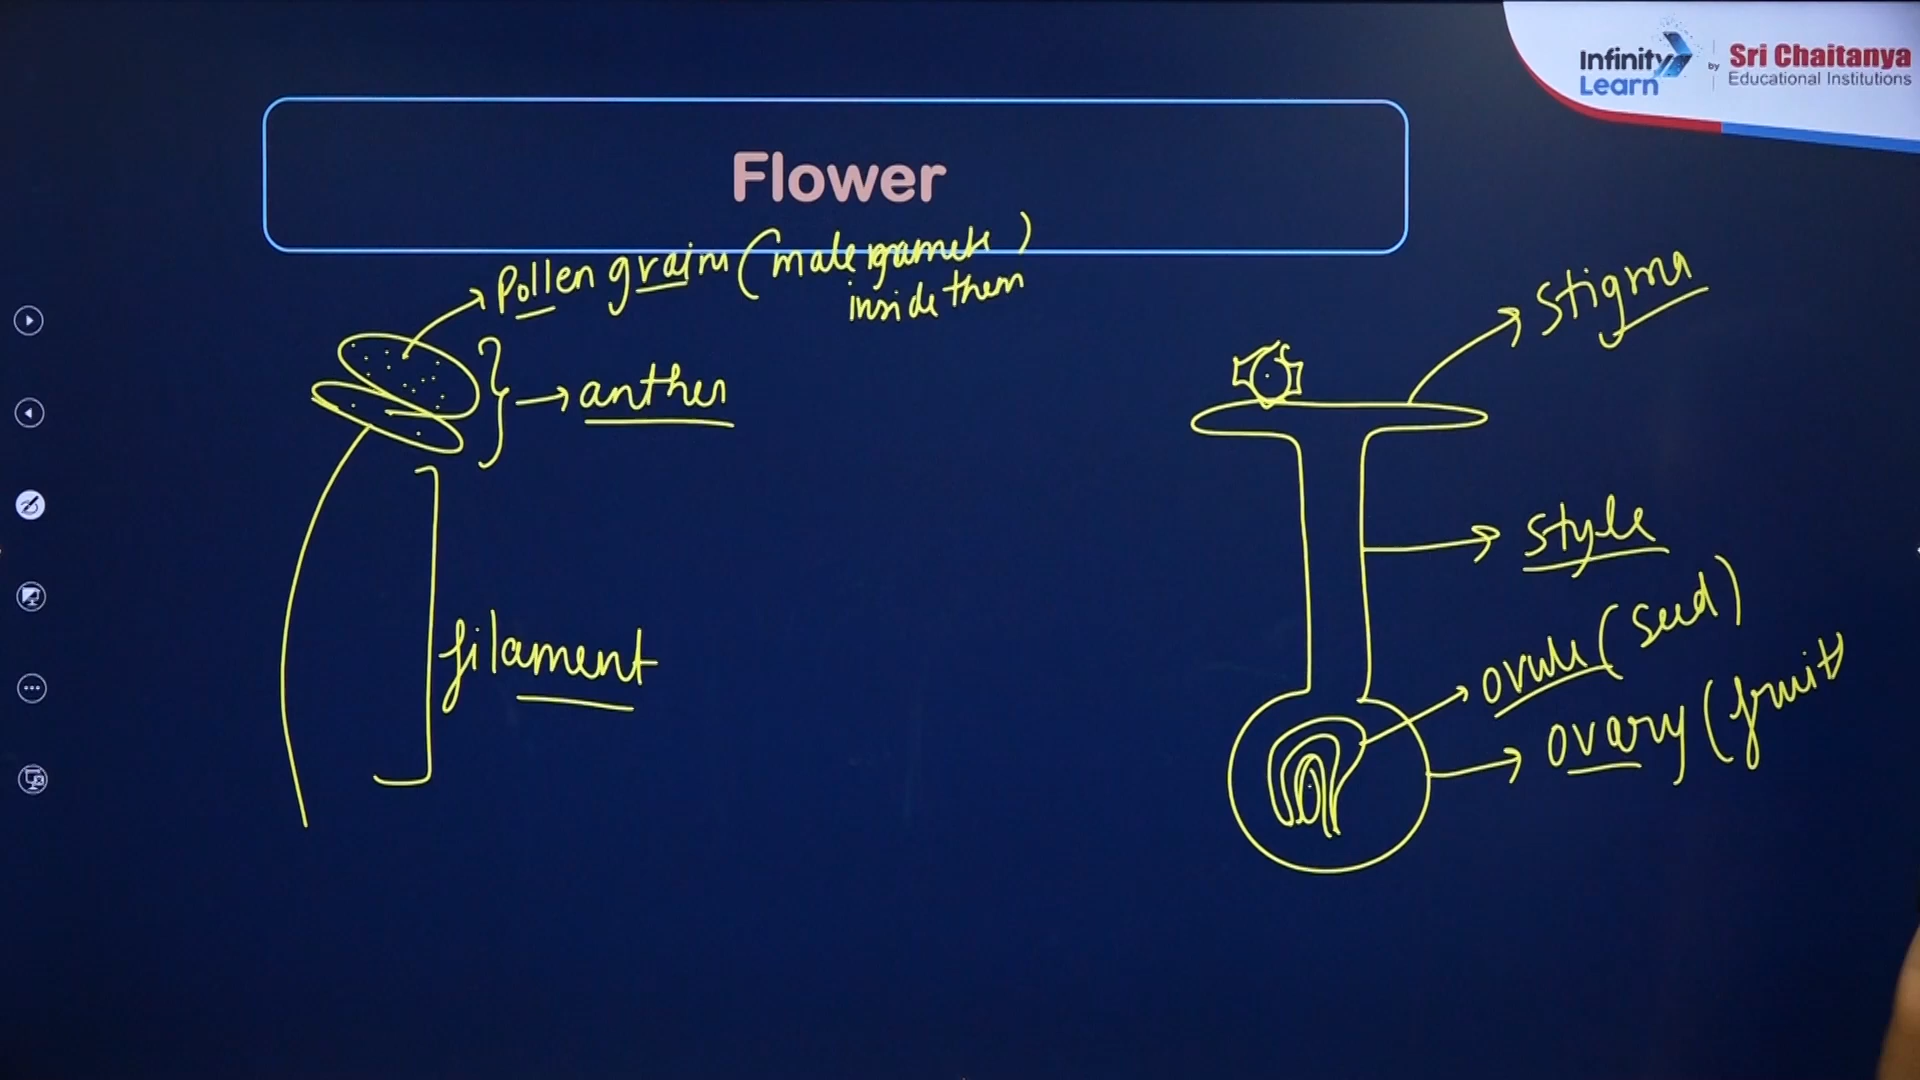 Infinity Learn by Sri Chaitanya Educational Institutions
Flower
Pollen grains (male gametes)
inside them
anther
filament
Stigma
style
ovule (seed)
ovary (fruit)